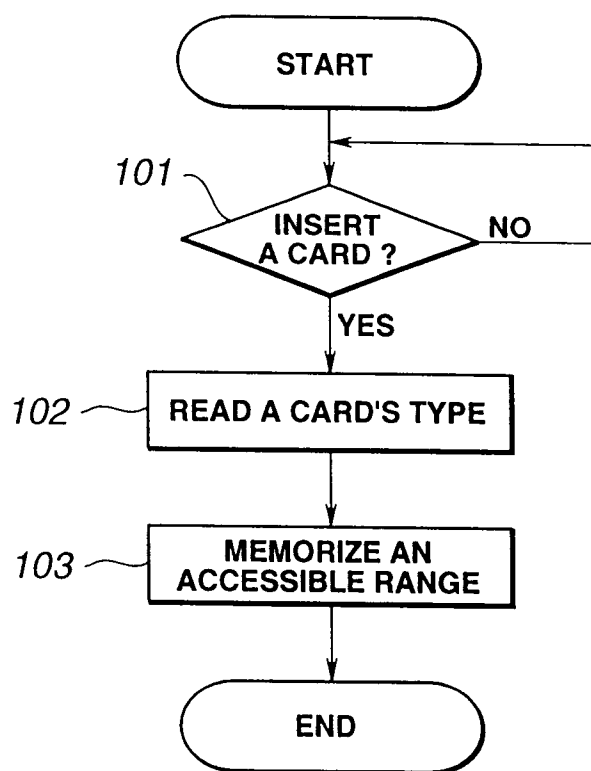 START
101
INSERT
A CARD ?
NO
YES
102
READ A CARD'S TYPE
103
MEMORIZE AN
ACCESSIBLE RANGE
END